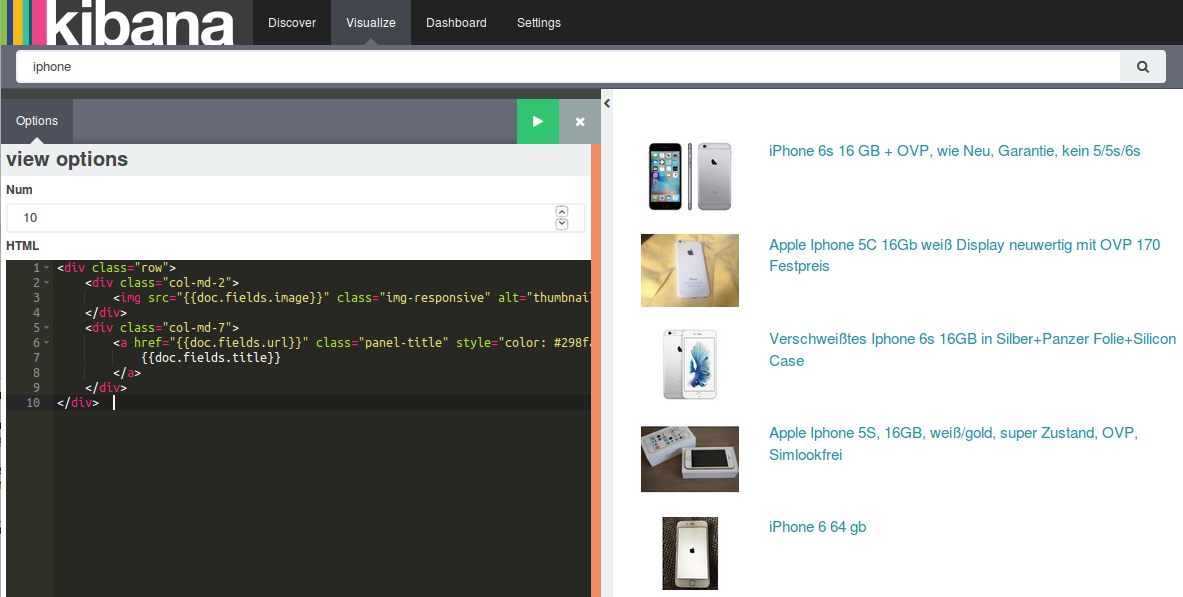 kibana
Discover
Visualize
Dashboard
Settings
iphone
Options
view options
Num
10
HTML
1 <div class="row">
2 <div class="col-md-2">
3 <img src="{{doc.fields.image}}" class="img-responsive" alt="thumbnail
4 </div>
5 <div class="col-md-7">
6 <a href="{{doc.fields.url}}" class="panel-title" style="color: #298fa
7 {{doc.fields.title}}
8 </a>
9 </div>
10 </div>
iPhone 6s 16 GB + OVP, wie Neu, Garantie, kein 5/5s/6s
Apple Iphone 5C 16Gb weiß Display neuwertig mit OVP 170
Festpreis
Verschweißtes Iphone 6s 16GB in Silber+Panzer Folie+Silicon
Case
Apple Iphone 5S, 16GB, weiß/gold, super Zustand, OVP,
Simlookfrei
iPhone 6 64 gb